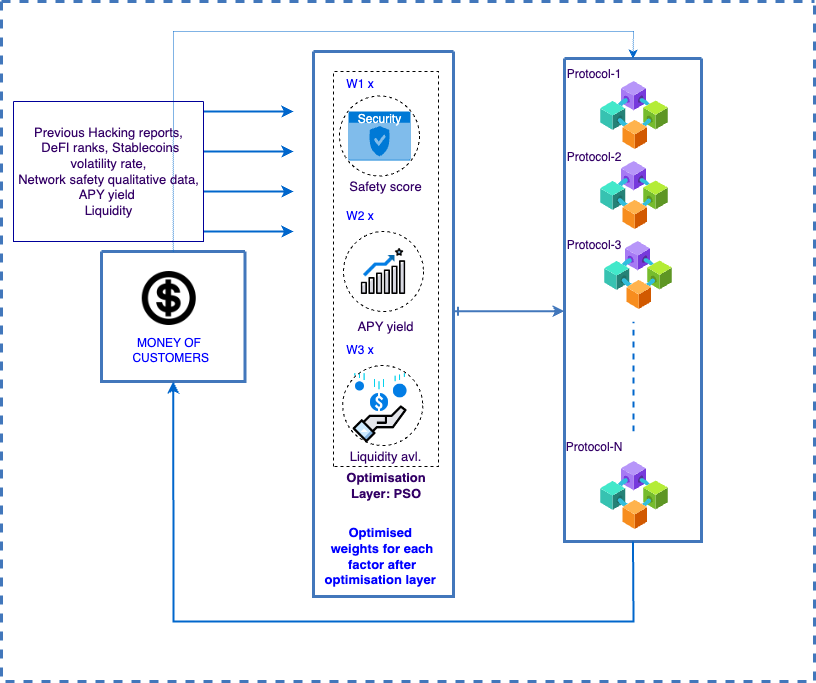 Previous Hacking reports,
DeFI ranks, Stablecoins
volatility rate,
Network safety qualitative data,
APY yield
Liquidity
MONEY OF
CUSTOMERS
W1 x
Security
Safety score
W2 x
APY yield
W3 x
Liquidity avl.
Optimisation
Layer: PSO
Optimised
weights for each
factor after
optimisation layer
Protocol-1
Protocol-2
Protocol-3
Protocol-N